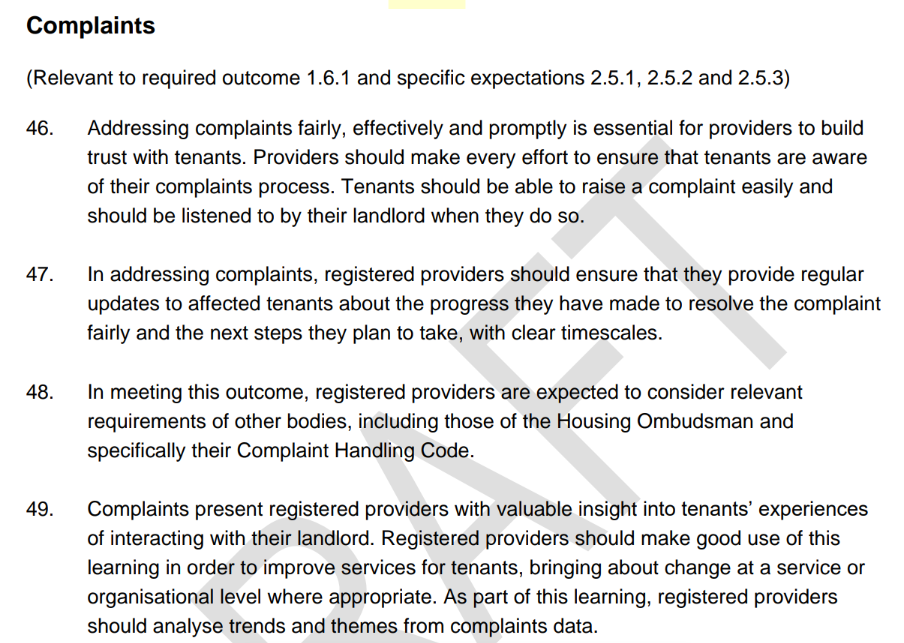 Complaints
(Relevant to required outcome 1.6.1 and specific expectations 2.5.1, 2.5.2 and 2.5.3)
46. Addressing complaints fairly, effectively and promptly is essential for providers to build
trust with tenants. Providers should make every effort to ensure that tenants are aware
of their complaints process. Tenants should be able to raise a complaint easily and
should be listened to by their landlord when they do so.
47. In addressing complaints, registered providers should ensure that they provide regular
updates to affected tenants about the progress they have made to resolve the complaint
fairly and the next steps they plan to take, with clear timescales.
48. In meeting this outcome, registered providers are expected to consider relevant
requirements of other bodies, including those of the Housing Ombudsman and
specifically their Complaint Handling Code.
49. Complaints present registered providers with valuable insight into tenants’ experiences
of interacting with their landlord. Registered providers should make good use of this
learning in order to improve services for tenants, bringing about change at a service or
organisational level where appropriate. As part of this learning, registered providers
should analyse trends and themes from complaints data.
RAFT